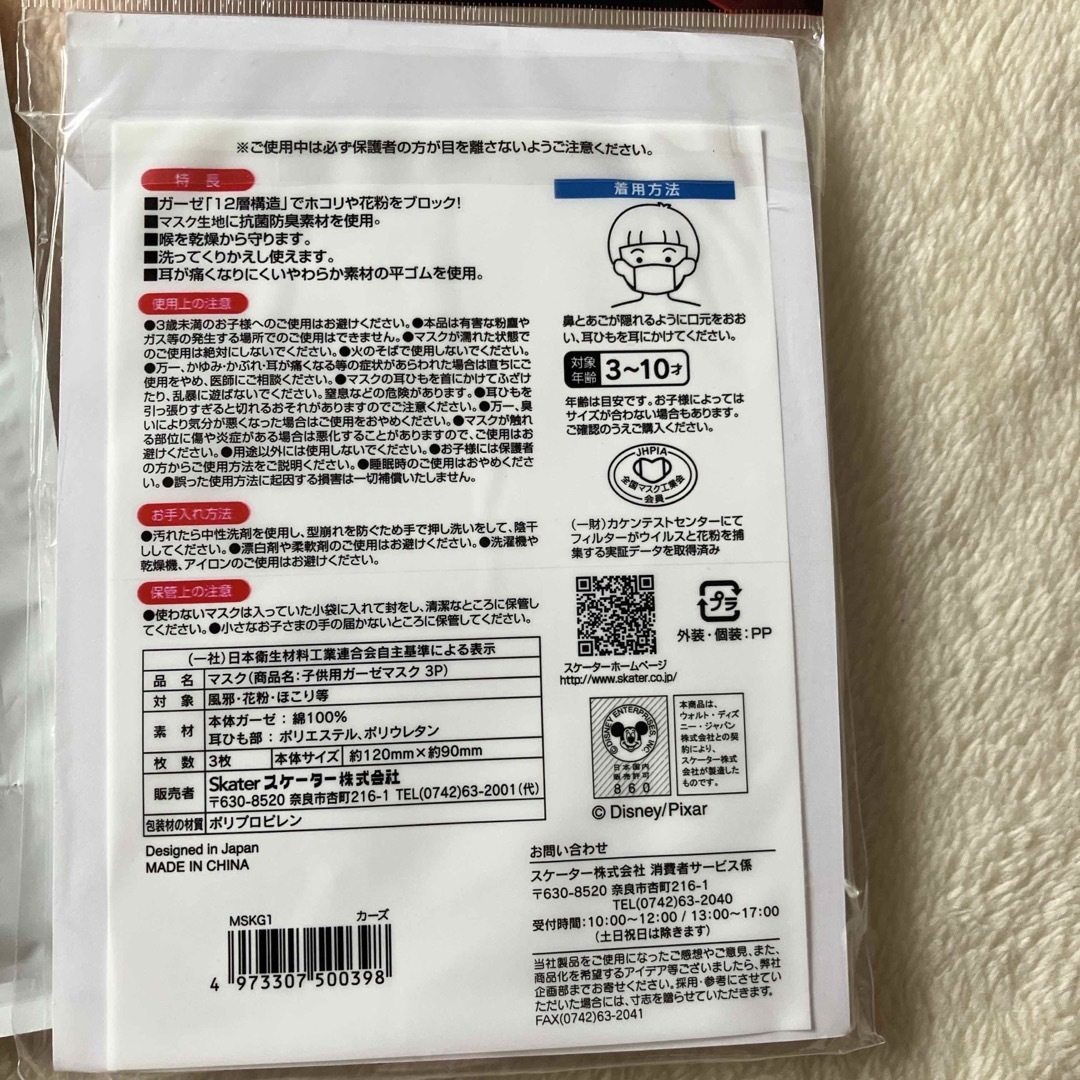 ※ご使用中は必ず保護者の方が目を離さないようご注意ください。
特長
■ガーゼ「12層構造」でホコリや花粉をブロック!
■マスク生地に抗菌防臭素材を使用。
■喉を乾燥から守ります。
■洗ってくりかえし使えます。
■耳が痛くなりにくいやわらか素材の平ゴムを使用。
使用上の注意
●3歳未満のお子様へのご使用はお避けください。●本品は有害な粉塵や
ガス等の発生する場所でのご使用はできません。●マスクが濡れた状態で
のご使用は絶対にしないでください。●火のそばで使用しないでください。
●万一、かゆみ・かぶれ・耳が痛くなる等の症状があらわれた場合は直ちにご
使用をやめ、医師にご相談ください。●マスクの耳ひもを首にかけてふざけ
たり、乱暴に遊ばないでください。窒息などの危険があります。●耳ひもを
引っ張りすぎると切れるおそれがありますのでご注意ください。●万一、臭
いにより気分が悪くなった場合はご使用をおやめください。●マスクが触れ
る部位に傷や炎症がある場合は悪化することがありますので、ご使用はお
避けください。●用途以外には使用しないでください。●お子様には保護者
の方からご使用方法をご説明ください。●睡眠時のご使用はおやめくださ
い。●誤った使用方法に起因する損害は一切補償いたしません。
お手入れ方法
●汚れたら中性洗剤を使用し、型崩れを防ぐため手で押し洗いをして、陰干
ししてください。●漂白剤や柔軟剤のご使用はお避けください。●洗濯機や
乾燥機、アイロンのご使用はお避けください。
保管上の注意
●使わないマスクは入っていた小袋に入れて封をし、清潔なところに保管し
てください。●小さなお子さまの手の届かないところに保管してください。
(一社)日本衛生材料工業連合会自主基準による表示
品名 マスク(商品名:子供用ガーゼマスク 3P)
対象 風邪・花粉・ほこり等
素材 本体ガーゼ : 綿100%
耳ひも部 : ポリエステル、ポリウレタン
枚数 3枚 本体サイズ 約120mm×約90mm
販売者 Skater スケーター株式会社
〒630-8520 奈良市杏町216-1 TEL(0742)63-2001(代)
包装材の材質 ポリプロピレン
Designed in Japan
MADE IN CHINA
MSKG1 カーズ
4 973307 500398
着用方法
鼻とあごが隠れるように口元をおお
い、耳ひもを耳にかけてください。
対象年齢 3〜10才
年齢は目安です。お子様によっては
サイズが合わない場合もあります。
ご確認のうえご購入ください。
JHPIA
全国マスク工業会
会員
(一財)カケンテストセンターにて
フィルターがウイルスと花粉を捕
集する実証データを取得済み
プラ
外装・個装:PP
スケーターホームページ
http://www.skater.co.jp/
©DISNEY ENTERPRISES, INC.
日本国内
販売許可
860
本商品は、
ウォルト・ディズ
ニー・ジャパン
株式会社との契
約により、
スケーター株式
会社が製造した
ものです。
© Disney/Pixar
お問い合わせ
スケーター株式会社 消費者サービス係
〒630-8520 奈良市杏町216-1
TEL(0742)63-2040
受付時間:10:00〜12:00 / 13:00〜17:00
(土日祝日は除きます)
当社製品をご使用になったご感想やご意見、また、
商品化を希望するアイデア等ございましたら、弊社
企画部までお寄せください。採用・参考にさせて
いただいた場合には、寸志を贈らせていただきます。
FAX(0742)63-2041